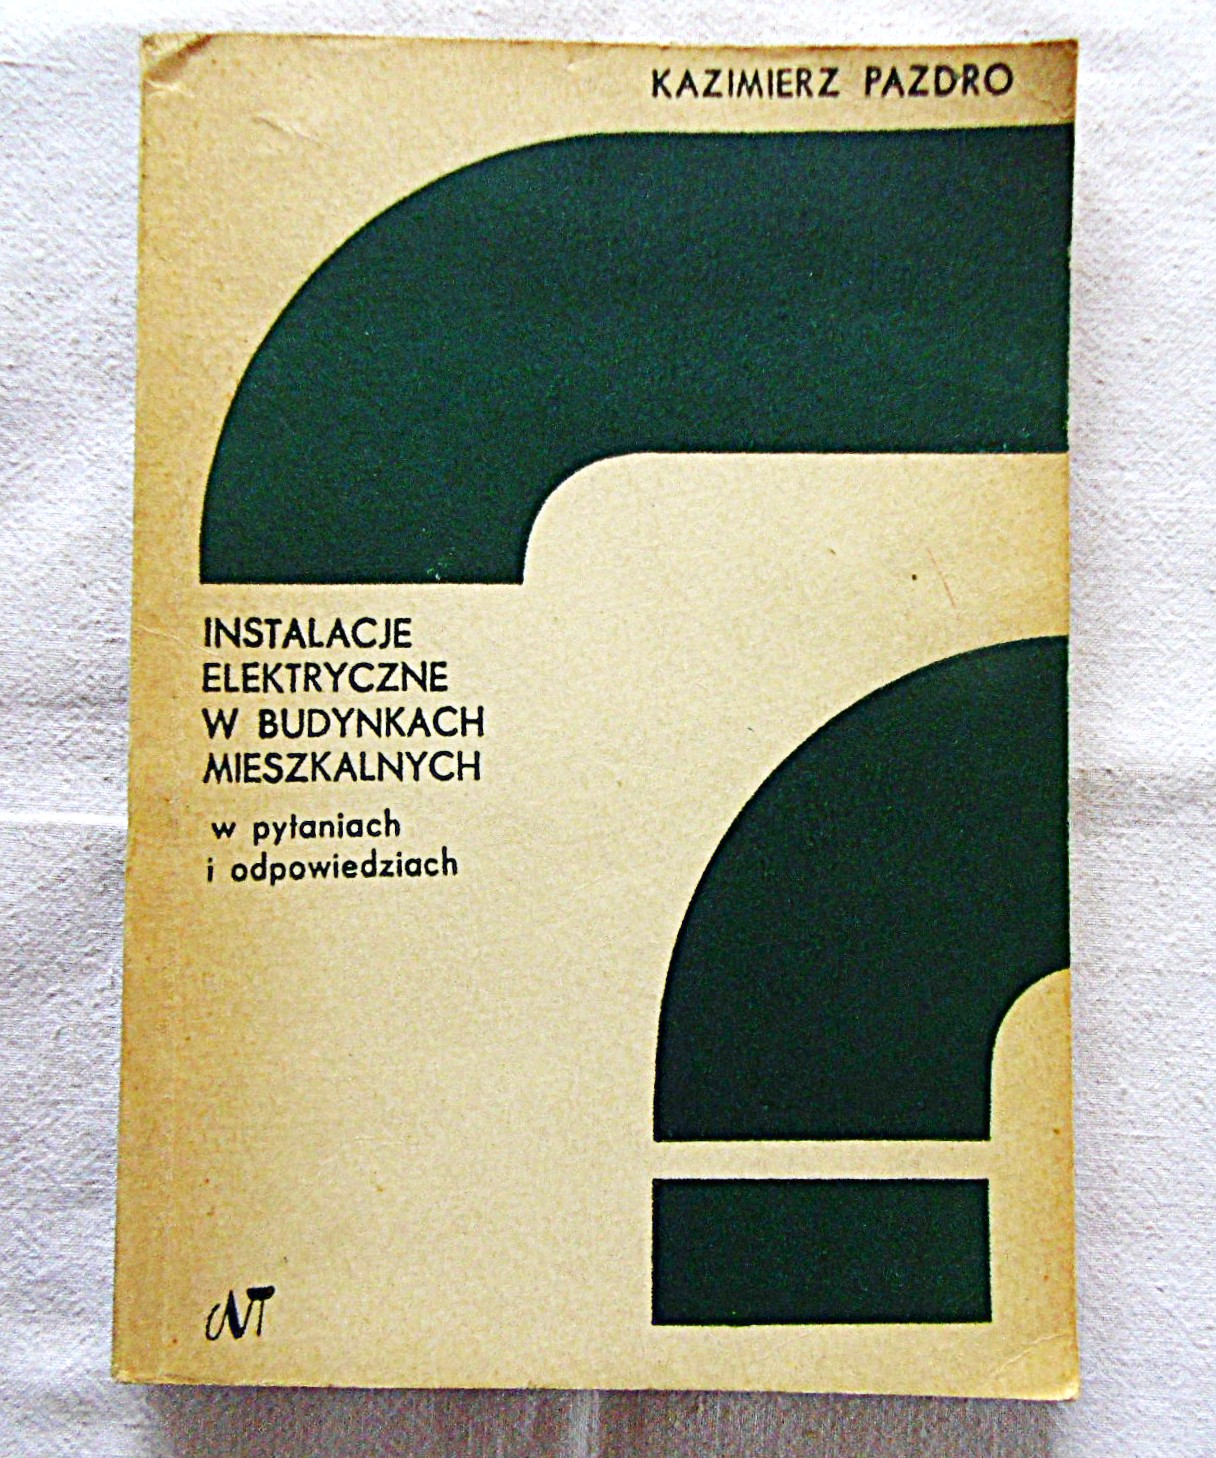 KAZIMIERZ PAZDRO
INSTALACJE
ELEKTRYCZNE
W BUDYNKACH
MIESZKALNYCH
w pytaniach
i odpowiedziach
WNT